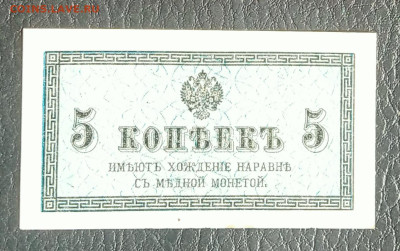 5 КОПѢЕКЪ 5
ИМѢЮТЪ ХОЖДЕНІЕ НАРАВНѢ
СЪ МѢДНОЙ МОНЕТОЙ.